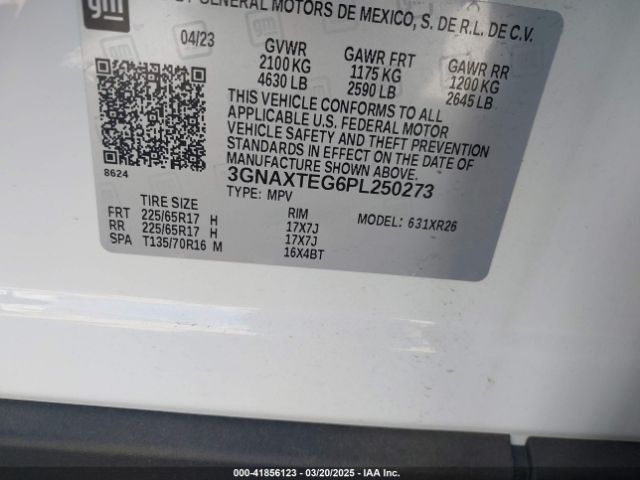 gm
GENERAL MOTORS DE MEXICO, S. DE R.L. DE C.V.
04/23 GVWR GAWR FRT GAWR RR
2100 KG 1175 KG 1200 KG
4630 LB 2590 LB 2645 LB
THIS VEHICLE CONFORMS TO ALL
APPLICABLE U.S. FEDERAL MOTOR
VEHICLE SAFETY AND THEFT PREVENTION
STANDARDS IN EFFECT ON THE DATE OF
MANUFACTURE SHOWN ABOVE.
8624
3GNAXTEG6PL250273
TYPE: MPV
TIRE SIZE RIM MODEL: 631XR26
FRT 225/65R17 H 17X7J
RR 225/65R17 H 17X7J
SPA T135/70R16 M 16X4BT
000-41856123 — 03/20/2025 - IAA Inc.